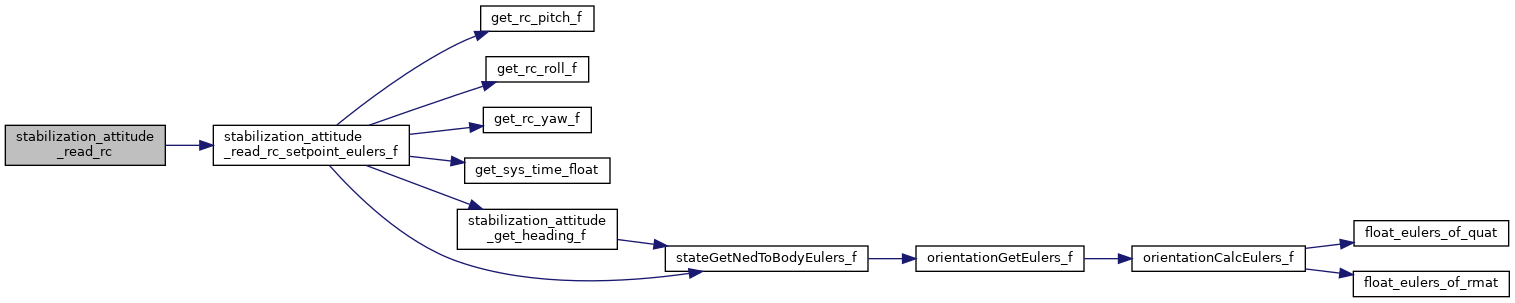 stabilization_attitude
_read_rc
stabilization_attitude
_read_rc_setpoint_eulers_f
get_rc_pitch_f
get_rc_roll_f
get_rc_yaw_f
get_sys_time_float
stabilization_attitude
_get_heading_f
stateGetNedToBodyEulers_f
orientationGetEulers_f
orientationCalcEulers_f
float_eulers_of_quat
float_eulers_of_rmat